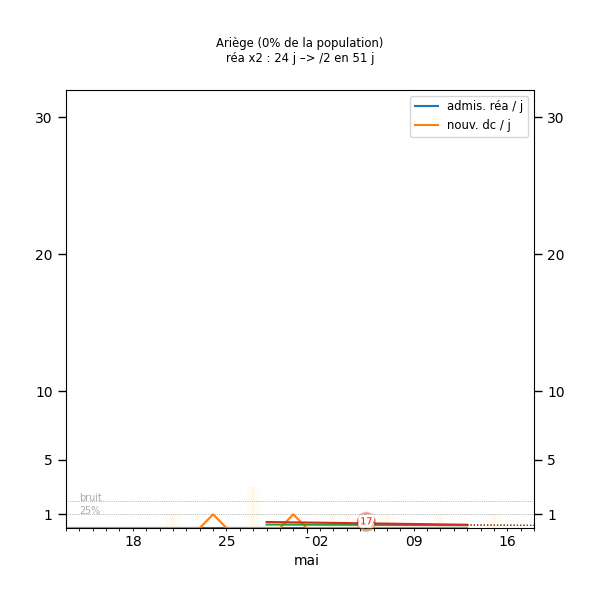 Ariège (0% de la population)
réa x2 : 24 j –> /2 en 51 j
admis. réa / j
nouv. dc / j
30 30
20 20
10 10
5 5
bruit
25%
1 1
17
18 25 02 09 16
mai